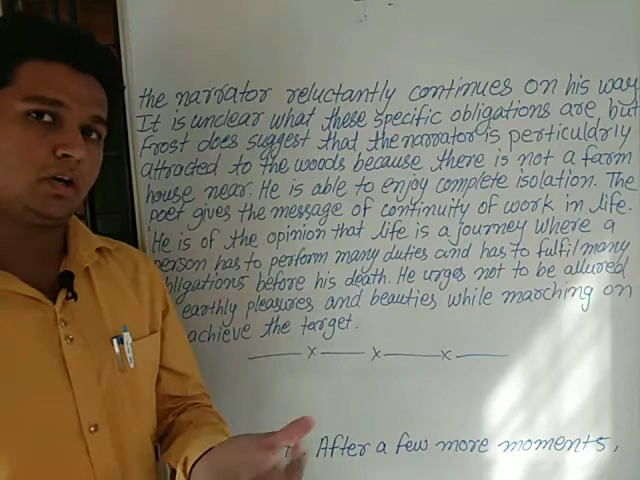 the narrator reluctantly continues on his way
It is unclear what these specific obligations are but
Frost does suggest that the narrator is perticuldrly
attracted to the woods because there is not a farm
house near. He is able to enjoy complete isolation. The
poet gives the message of continuity of work in life.
He is of the opinion that life is a journey where a
person has to perform many duties and has to fulfil many
bligations before his death. He urges not to be allured
earthly pleasures and beauties while marching on
achieve the target.
x x x
After a few more moments,